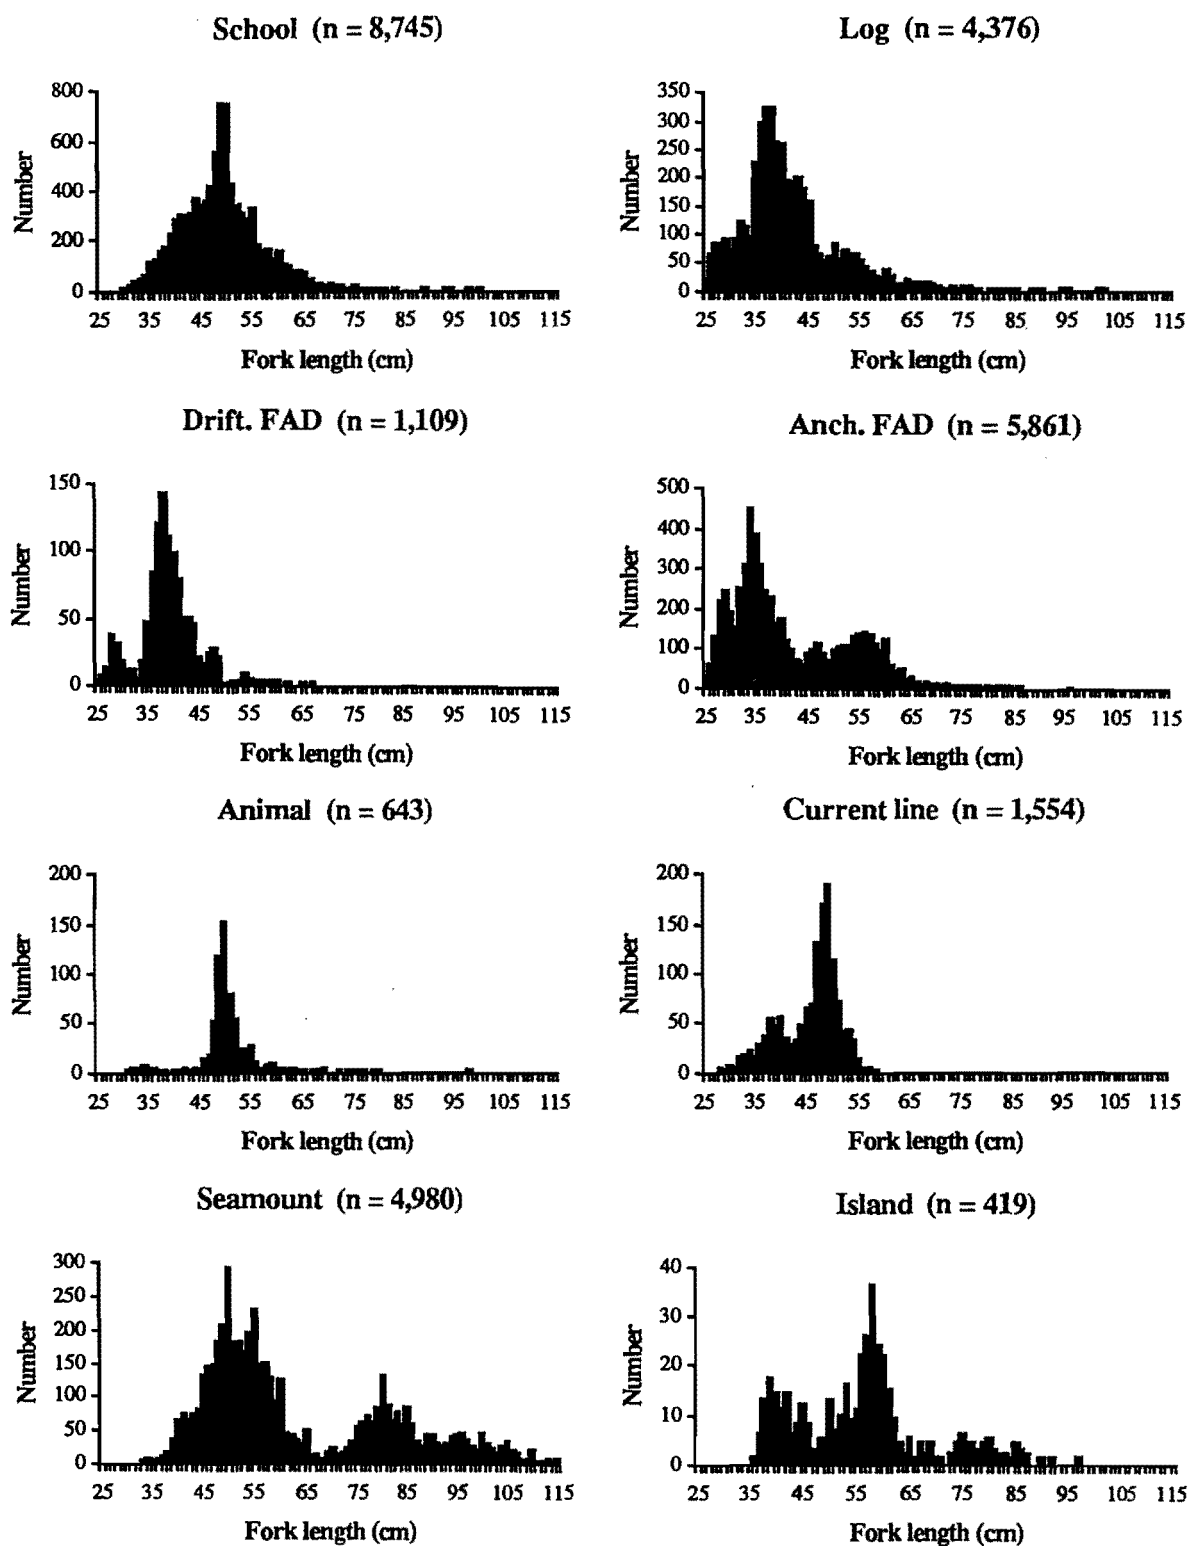 School (n = 8,745)
800
600
400
200
0
Number
25 35 45 55 65 75 85 95 105 115
Fork length (cm)
Log (n = 4,376)
350
300
250
200
150
100
50
0
Number
25 35 45 55 65 75 85 95 105 115
Fork length (cm)
Drift. FAD (n = 1,109)
150
100
50
0
Number
25 35 45 55 65 75 85 95 105 115
Fork length (cm)
Anch. FAD (n = 5,861)
500
400
300
200
100
0
Number
25 35 45 55 65 75 85 95 105 115
Fork length (cm)
Animal (n = 643)
200
150
100
50
0
Number
25 35 45 55 65 75 85 95 105 115
Fork length (cm)
Current line (n = 1,554)
200
150
100
50
0
Number
25 35 45 55 65 75 85 95 105 115
Fork length (cm)
Seamount (n = 4,980)
300
250
200
150
100
50
0
Number
25 35 45 55 65 75 85 95 105 115
Fork length (cm)
Island (n = 419)
40
30
20
10
0
Number
25 35 45 55 65 75 85 95 105 115
Fork length (cm)